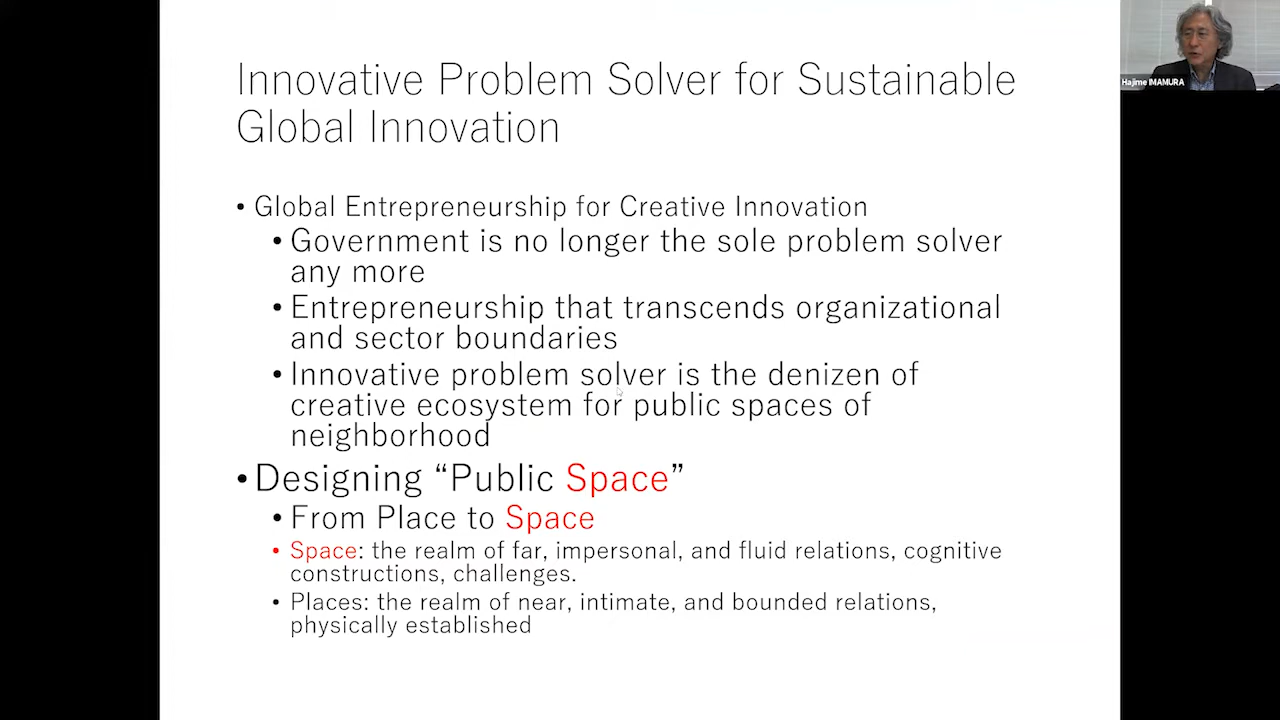 Innovative Problem Solver for Sustainable
Global Innovation
• Global Entrepreneurship for Creative Innovation
• Government is no longer the sole problem solver
any more
• Entrepreneurship that transcends organizational
and sector boundaries
• Innovative problem solver is the denizen of
creative ecosystem for public spaces of
neighborhood
• Designing “Public Space”
• From Place to Space
• Space: the realm of far, impersonal, and fluid relations, cognitive
constructions, challenges.
• Places: the realm of near, intimate, and bounded relations,
physically established
Hajime IMAMURA